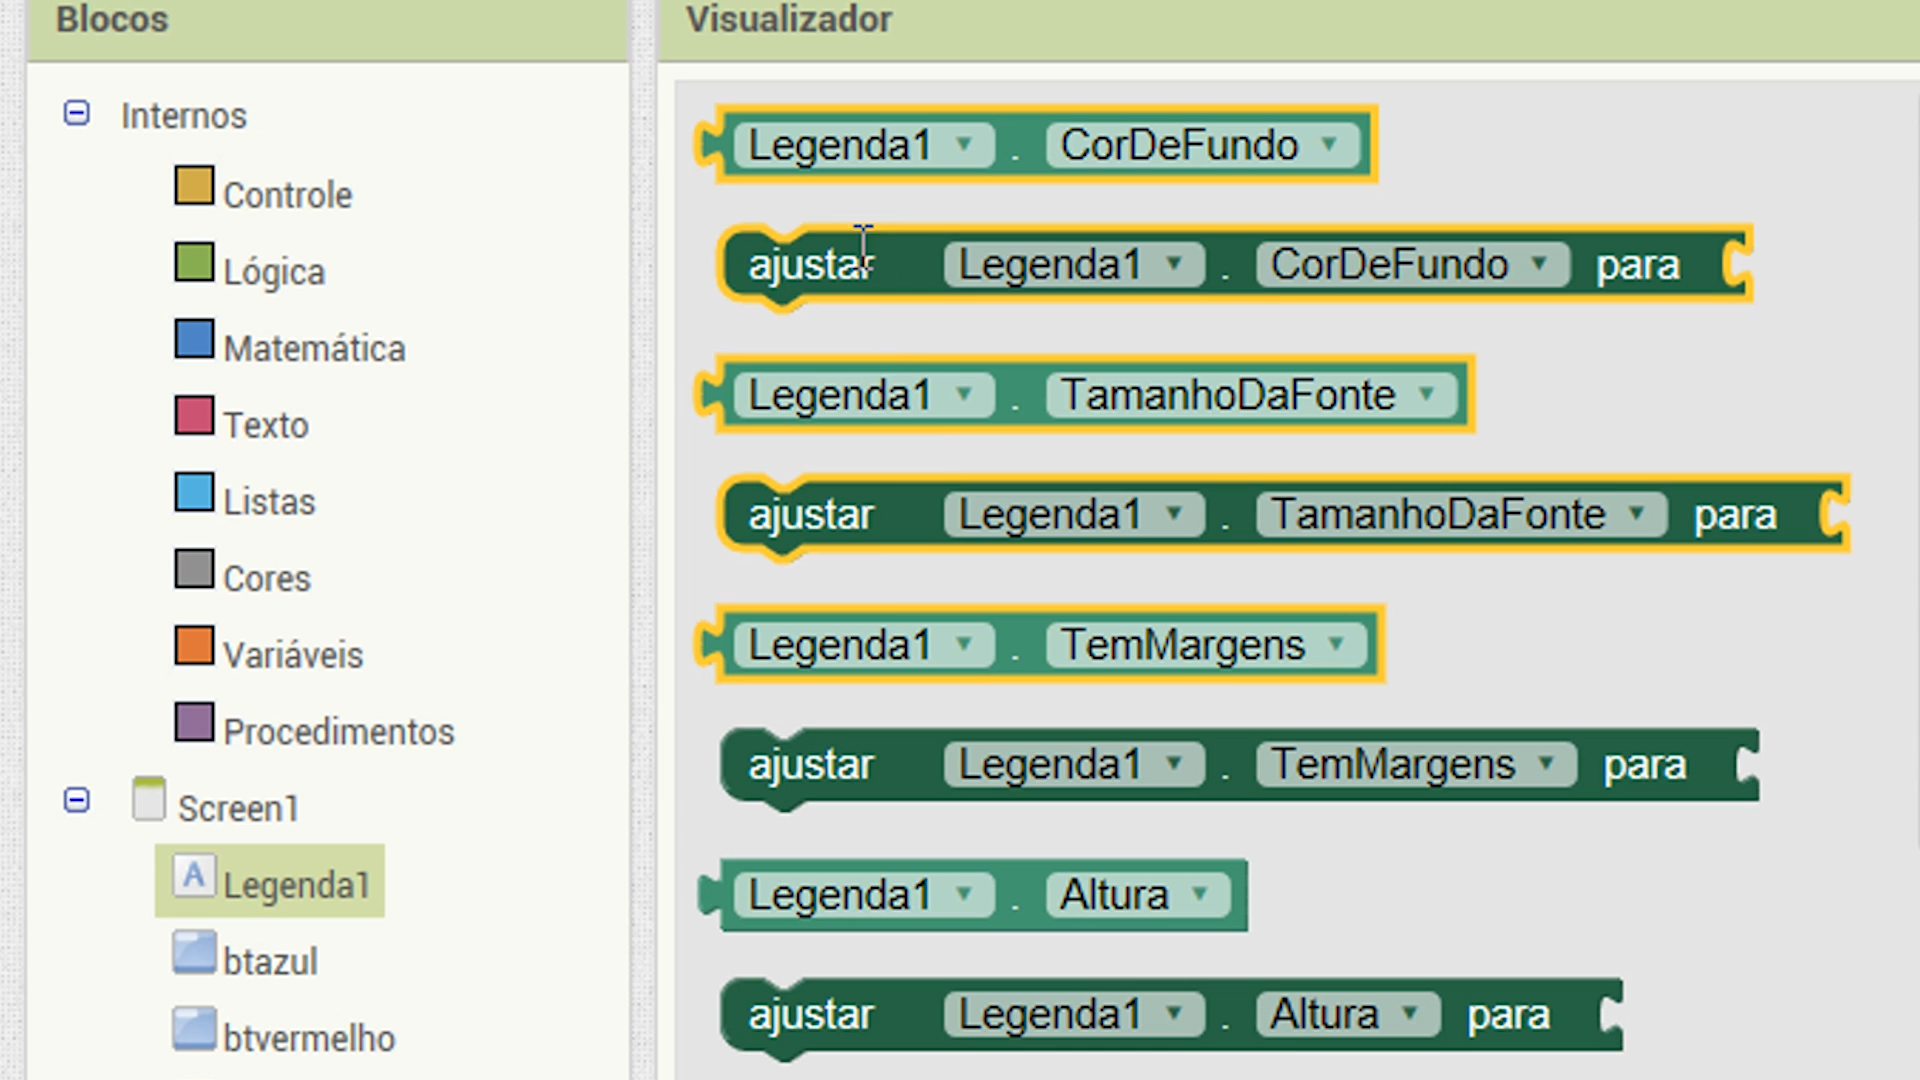 Blocos
Internos
Controle
Lógica
Matemática
Texto
Listas
Cores
Variáveis
Procedimentos
Screen1
A Legenda1
btazul
btvermelho
Visualizador
Legenda1 . CorDeFundo
ajustar Legenda1 . CorDeFundo para
Legenda1 . TamanhoDaFonte
ajustar Legenda1 . TamanhoDaFonte para
Legenda1 . TemMargens
ajustar Legenda1 . TemMargens para
Legenda1 . Altura
ajustar Legenda1 . Altura para